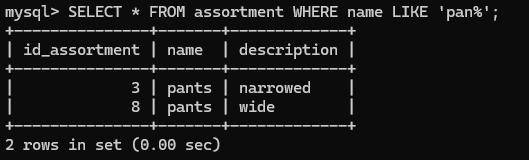 mysql> SELECT * FROM assortment WHERE name LIKE 'pan%';
+---------------+-------+-------------+
| id_assortment | name  | description |
+---------------+-------+-------------+
|             3 | pants | narrowed    |
|             8 | pants | wide        |
+---------------+-------+-------------+
2 rows in set (0.00 sec)